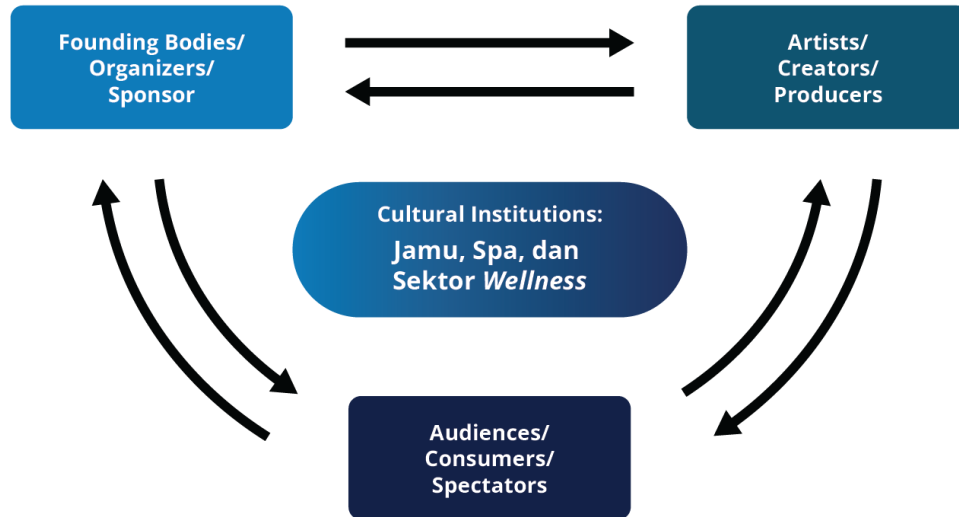 Founding Bodies/
Organizers/
Sponsor
Artists/
Creators/
Producers
Cultural Institutions:
Jamu, Spa, dan
Sektor Wellness
Audiences/
Consumers/
Spectators